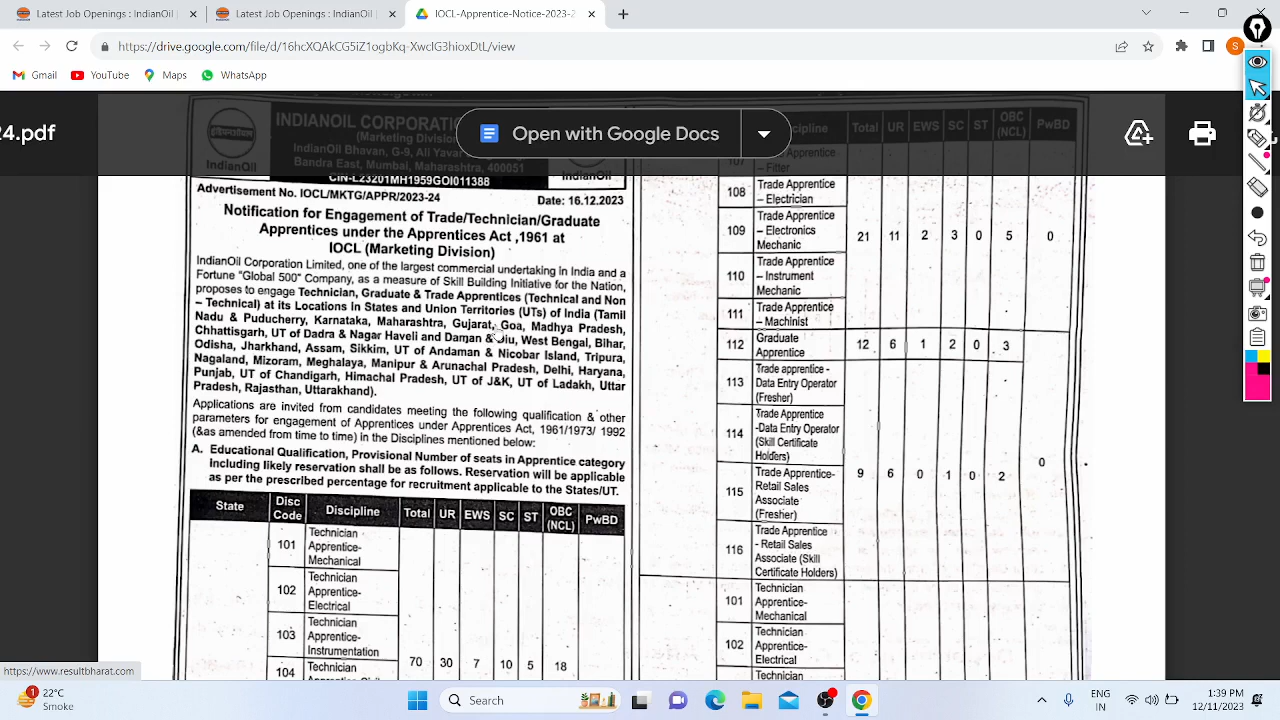 Latest Job Openings : IndianOil
Latest Job Openings : IndianOil
IOCL-Apprentice-Notice-2023-2
https://drive.google.com/file/d/16hcXQAkCG5IZ1ogbKq-XwcIG3hioxDtL/view
S
Gmail
YouTube
Maps
WhatsApp
24.pdf
Open with Google Docs
इंडियनऑयल
IndianOil
INDIANOIL CORPORAT
(Marketing Division
IndianOil Bhavan, G-9, Ali Yavar
Bandra East, Mumbai, Maharashtra, 400051
CIN-L23201MH1959GOI011388
IndianOil
Advertisement No. IOCL/MKTG/APPR/2023-24
Date: 16.12.2023
Notification for Engagement of Trade/Technician/Graduate
Apprentices under the Apprentices Act ,1961 at
IOCL (Marketing Division)
IndianOil Corporation Limited, one of the largest commercial undertaking in India and a
Fortune "Global 500" Company, as a measure of Skill Building Initiative for the Nation,
proposes to engage Technician, Graduate & Trade Apprentices (Technical and Non
– Technical) at its Locations in States and Union Territories (UTs) of India (Tamil
Nadu & Puducherry, Karnataka, Maharashtra, Gujarat, Goa, Madhya Pradesh,
Chhattisgarh, UT of Dadra & Nagar Haveli and Daman & Diu, West Bengal, Bihar,
Odisha, Jharkhand, Assam, Sikkim, UT of Andaman & Nicobar Island, Tripura,
Nagaland, Mizoram, Meghalaya, Manipur & Arunachal Pradesh, Delhi, Haryana,
Punjab, UT of Chandigarh, Himachal Pradesh, UT of J&K, UT of Ladakh, Uttar
Pradesh, Rajasthan, Uttarakhand).
Applications are invited from candidates meeting the following qualification & other
parameters for engagement of Apprentices under Apprentices Act, 1961/1973/ 1992
(&as amended from time to time) in the Disciplines mentioned below:
A. Educational Qualification, Provisional Number of seats in Apprentice category
including likely reservation shall be as follows. Reservation will be applicable
as per the prescribed percentage for recruitment applicable to the States/UT.
State Disc Code Discipline Total UR EWS SC ST OBC (NCL) PwBD
101 Technician
Apprentice-
Mechanical
102 Technician
Apprentice-
Electrical
103 Technician
Apprentice-
Instrumentation
104 Technician
70 30 7 10 5 18
cipline Total UR EWS SC ST OBC (NCL) PwBD
107 Apprentice
– Fitter
108 Trade Apprentice
– Electrician
109 Trade Apprentice
– Electronics
Mechanic
21 11 2 3 0 5 0
110 Trade Apprentice
– Instrument
Mechanic
111 Trade Apprentice
– Machinist
112 Graduate
Apprentice
12 6 1 2 0 3
113 Trade apprentice -
Data Entry Operator
(Fresher)
114 Trade Apprentice
-Data Entry Operator
(Skill Certificate
Holders)
0
115 Trade Apprentice-
Retail Sales
Associate
(Fresher)
9 6 0 1 0 2
116 Trade Apprentice
- Retail Sales
Associate (Skill
Certificate Holders)
101 Technician
Apprentice-
Mechanical
102 Technician
Apprentice-
Electrical
Technician
https://www.resultharat.com
1
22°C
Smoke
Search
ENG
IN
1:39 PM
12/11/2023